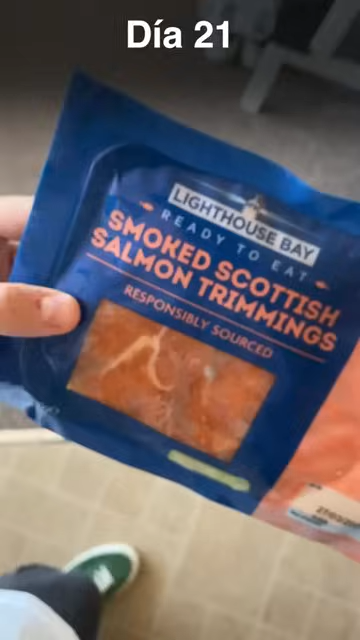 Día 21
LIGHTHOUSE BAY
READY TO EAT
SMOKED SCOTTISH
SALMON TRIMMINGS
RESPONSIBLY SOURCED